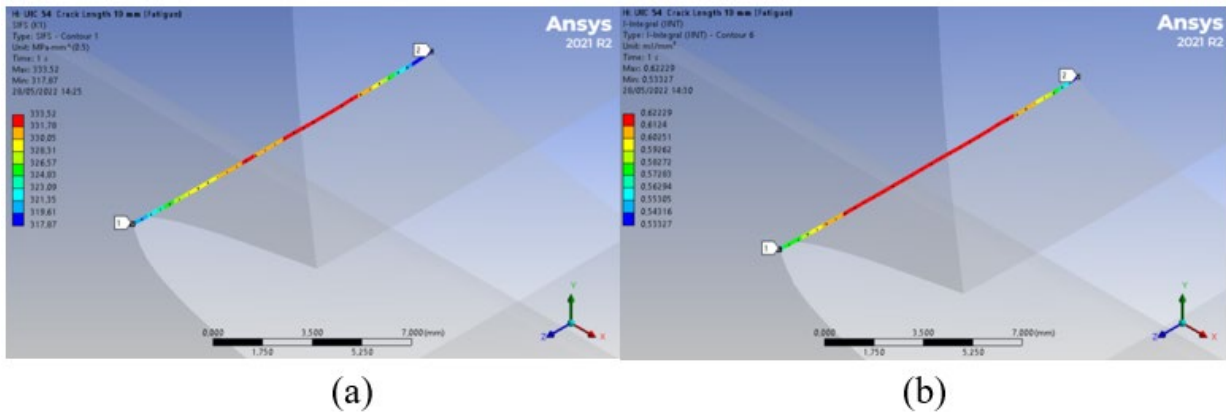 H: UIC 54 Crack Length 10 mm (Fatigan)
SIFS (K1)
Type: SIFS - Contour 1
Unit: MPa·mm^(0.5)
Time: 1 s
Max: 333,52
Min: 317,87
20/05/2022 14:25
333,52
331,78
330,05
328,31
326,57
324,83
323,09
321,35
319,61
317,87
Ansys
2021 R2
1
2
0,000
3,500
7,000 (mm)
1,750
5,250
Y
Z
X
(a)
H: UIC 54 Crack Length 10 mm (Fatigan)
J-Integral (JINT)
Type: J-Integral (JINT) - Contour 6
Unit: mJ/mm²
Time: 1 s
Max: 0,62229
Min: 0,53327
20/05/2022 14:30
0,62229
0,6124
0,60251
0,59262
0,58272
0,57283
0,56294
0,55305
0,54316
0,53327
Ansys
2021 R2
1
2
0,000
3,500
7,000 (mm)
1,750
5,250
Y
Z
X
(b)